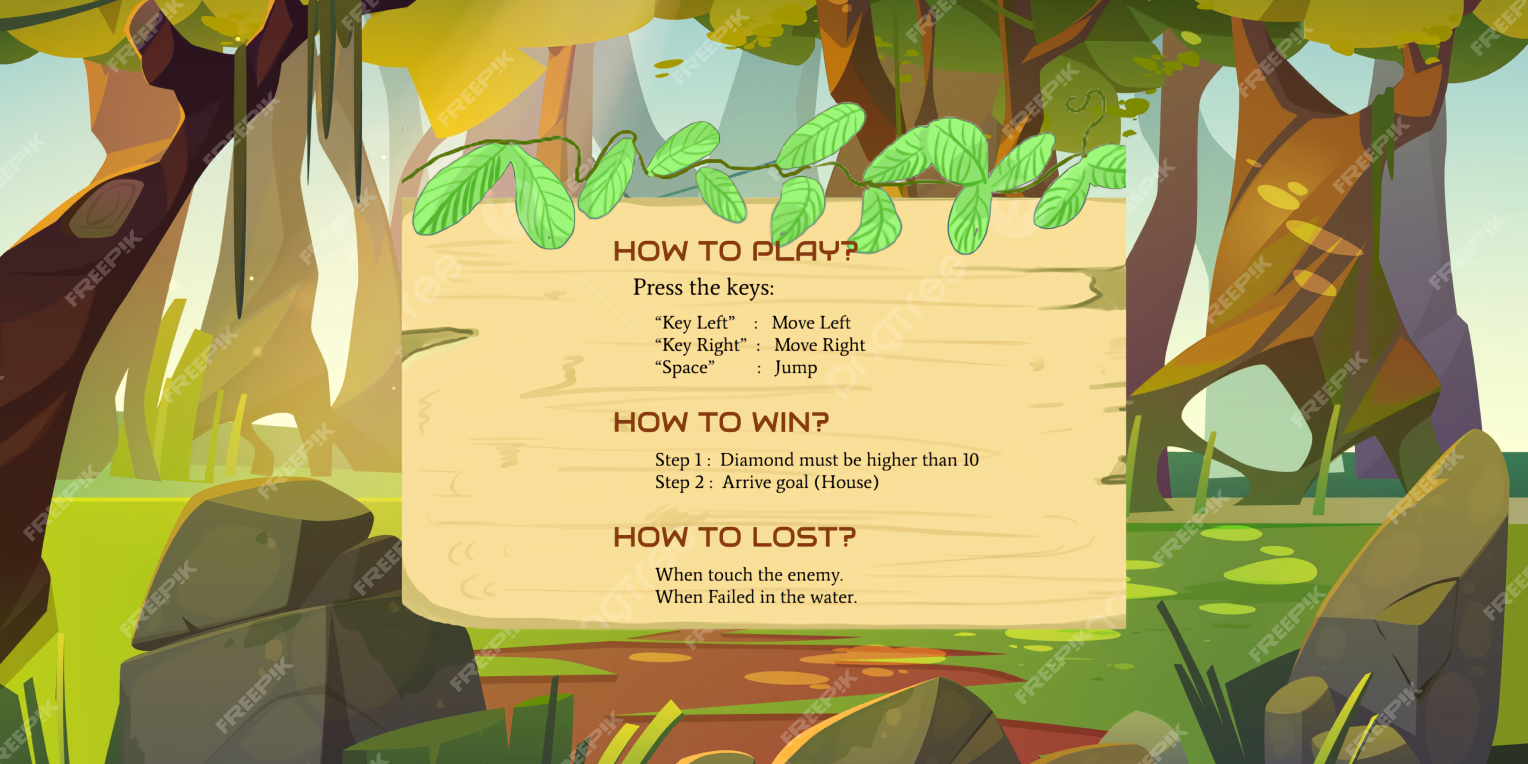 HOW TO PLAY?
Press the keys:
“Key Left” : Move Left
“Key Right” : Move Right
“Space” : Jump
HOW TO WIN?
Step 1 : Diamond must be higher than 10
Step 2 : Arrive goal (House)
HOW TO LOST?
When touch the enemy.
When Failed in the water.
FREEPIK
pngtree